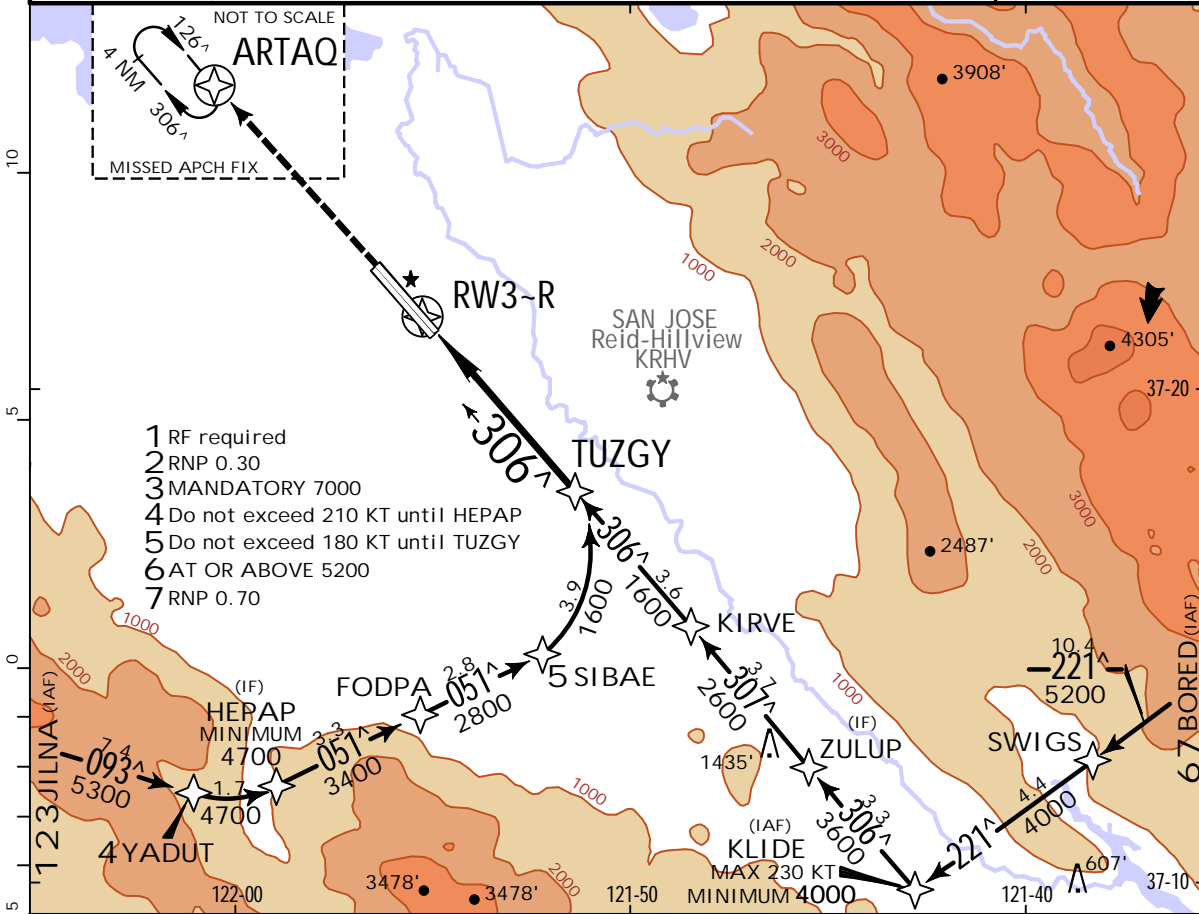 NOT TO SCALE
ARTAQ
126^
4 NM
306^
MISSED APCH FIX
3908'
3000
10
2000
1000
RW3~R
SAN JOSE
Reid-Hillview
KRHV
4305'
37-20
5
306^
TUZGY
1 RF required
2 RNP 0.30
3 MANDATORY 7000
4 Do not exceed 210 KT until HEPAP
5 Do not exceed 180 KT until TUZGY
6 AT OR ABOVE 5200
7 RNP 0.70
3000
2000
2487'
306^
3.6
1600
3.9
1600
KIRVE
1000
2000
0
5 SIBAE
2.8
051^
2800
FODPA
3.7
307^
2600
1000
10.4
221^
5200
6 7 BORED (IAF)
1 2 3 JILNA (IAF)
(IF)
HEPAP
MINIMUM
4700
3.3
051^
3400
7.4
093^
5300
1.7
4700
4 YADUT
(IF)
ZULUP
1435'
SWIGS
1000
3.3
306^
3600
4.4
221^
4000
(IAF)
KLIDE
MAX 230 KT
MINIMUM 4000
607'
3478'
3478'
2000
122-00
121-50
121-40
37-10
5